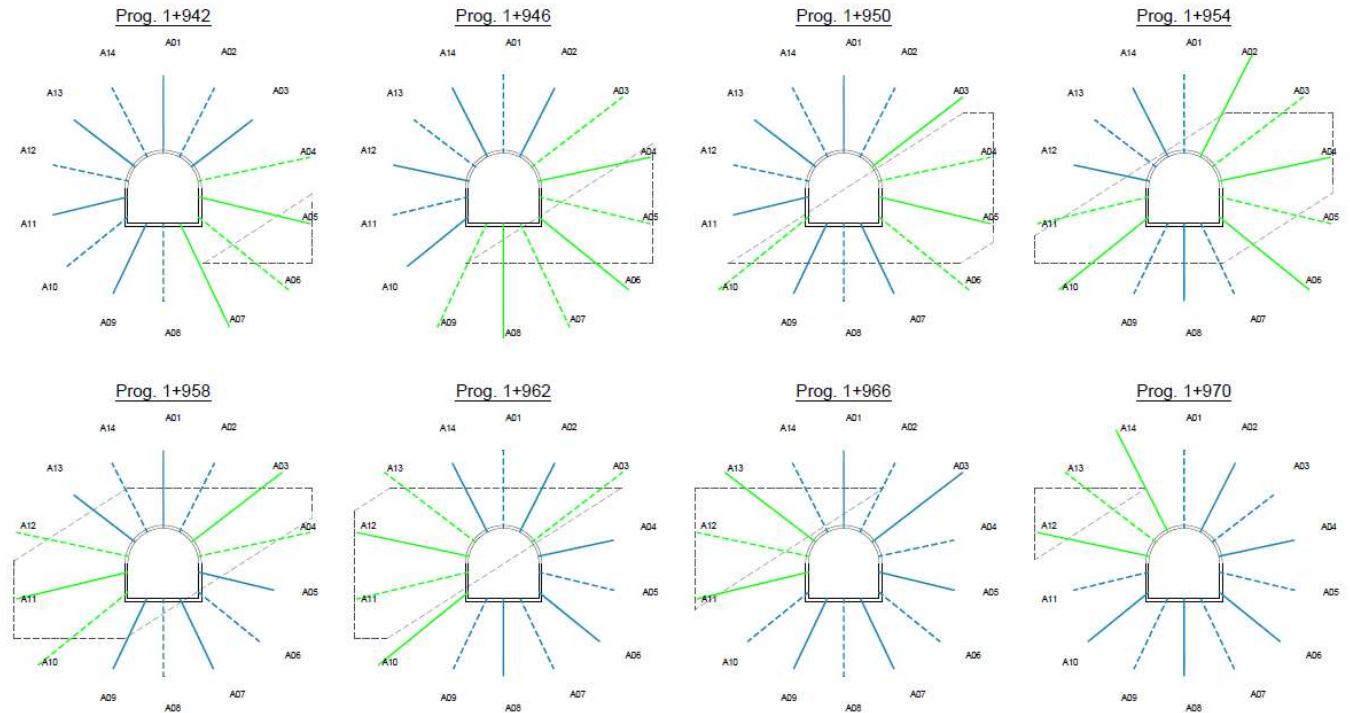 Prog. 1+942 Prog. 1+946 Prog. 1+950 Prog. 1+954
A01 A01 A01 A01
A14 A02 A14 A02 A14 A02 A14 A02
A13 A03 A13 A03 A13 A03 A13 A03
A12 A04 A12 A04 A12 A04 A12 A04
A11 A05 A11 A05 A11 A05 A11 A05
A10 A06 A10 A06 A10 A06 A10 A06
A09 A07 A09 A07 A09 A07 A09 A07
A08 A08 A08 A08
Prog. 1+958 Prog. 1+962 Prog. 1+966 Prog. 1+970
A01 A01 A01 A01
A14 A02 A14 A02 A14 A02 A14 A02
A13 A03 A13 A03 A13 A03 A13 A03
A12 A04 A12 A04 A12 A04 A12 A04
A11 A05 A11 A05 A11 A05 A11 A05
A10 A06 A10 A06 A10 A06 A10 A06
A09 A07 A09 A07 A09 A07 A09 A07
A08 A08 A08 A08